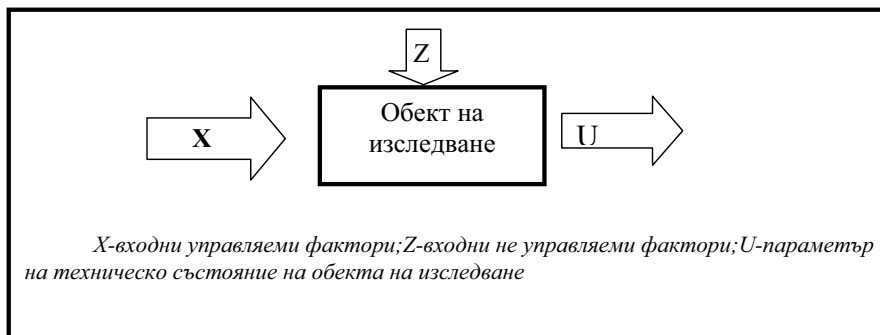 Z
Обект на
изследване
X
U
X-входни управляеми фактори;Z-входни не управляеми фактори;U-параметър
на техническо състояние на обекта на изследване